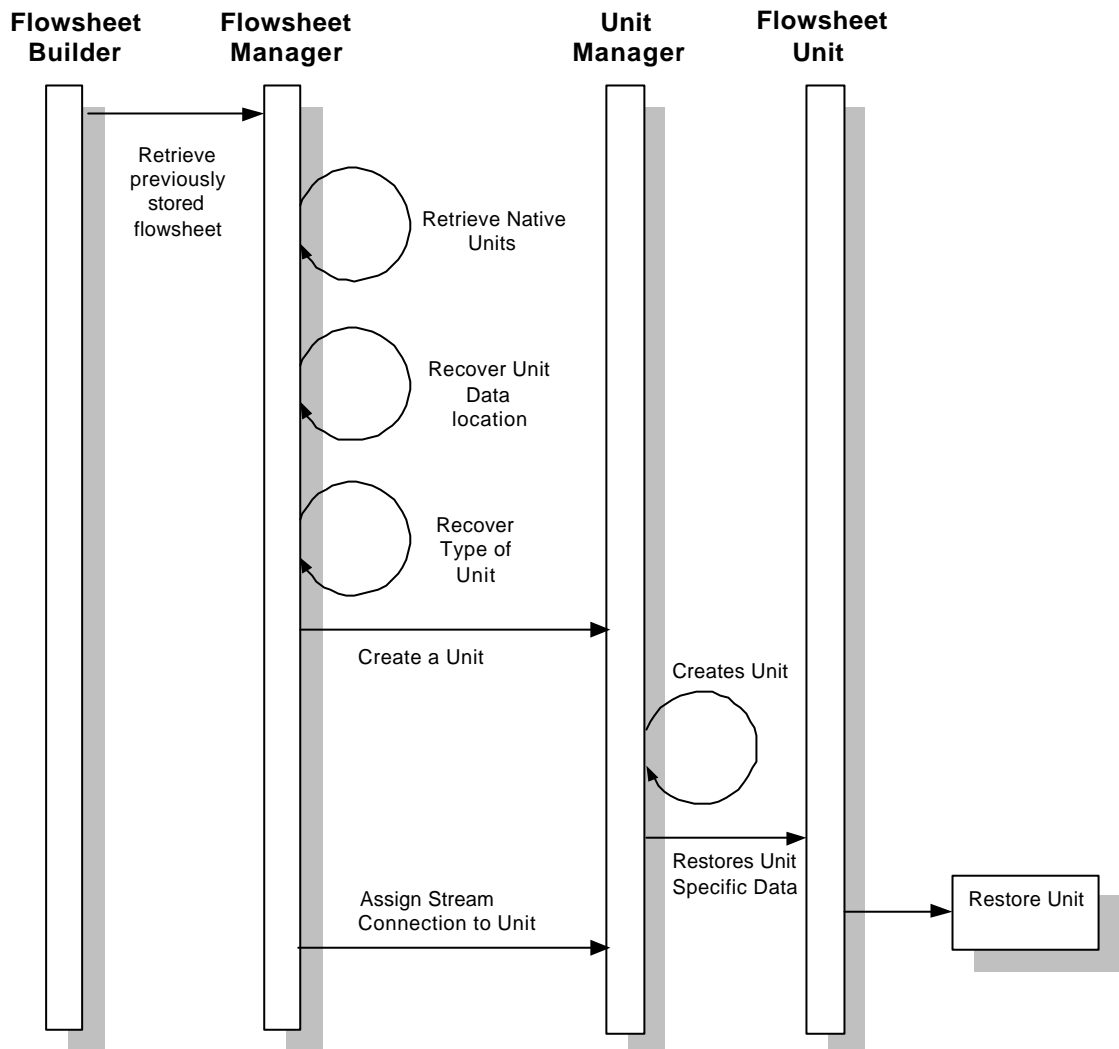 Flowsheet
Builder
Flowsheet
Manager
Unit
Manager
Flowsheet
Unit
Retrieve
previously
stored
flowsheet
Retrieve Native
Units
Recover Unit
Data
location
Recover
Type of
Unit
Create a Unit
Creates Unit
Restores Unit
Specific Data
Assign Stream
Connection to Unit
Restore Unit